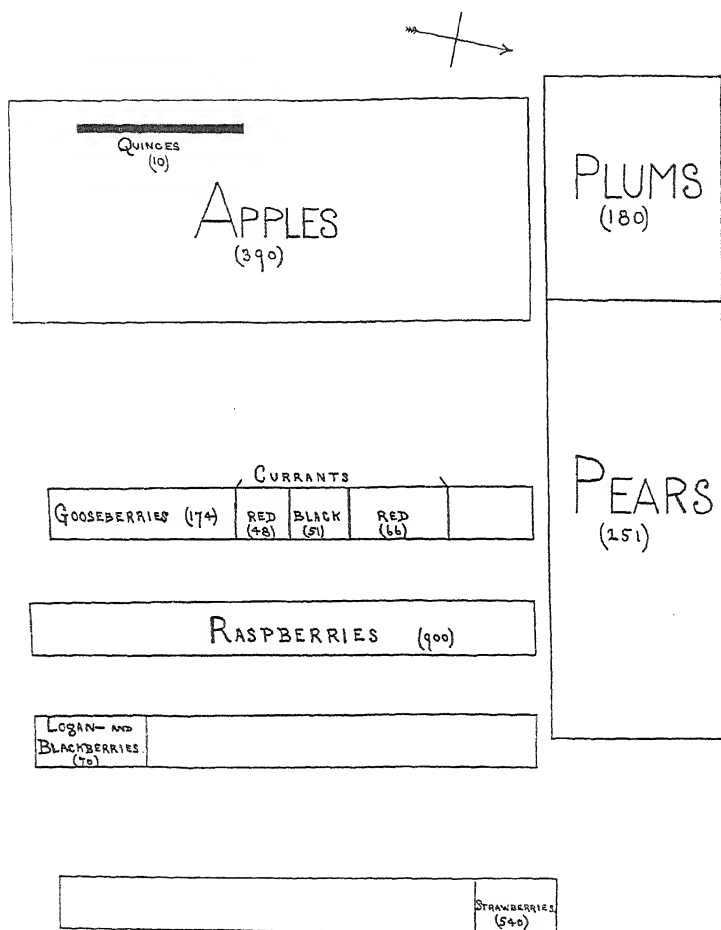 QUINCES
(10)
APPLES
(390)
PLUMS
(180)
CURRANTS
GOOSEBERRIES (174)
RED
(48)
BLACK
(51)
RED
(66)
PEARS
(251)
RASPBERRIES (900)
LOGAN- AND
BLACKBERRIES.
(70)
STRAWBERRIES.
(540)